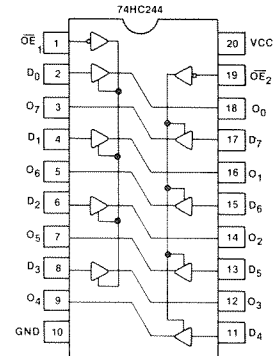 74HC244
OE1 1 20 VCC
D0 2 19 OE2
O7 3 18 O0
D1 4 17 D7
O6 5 16 O1
D2 6 15 D6
O5 7 14 O2
D3 8 13 D5
O4 9 12 O3
GND 10 11 D4